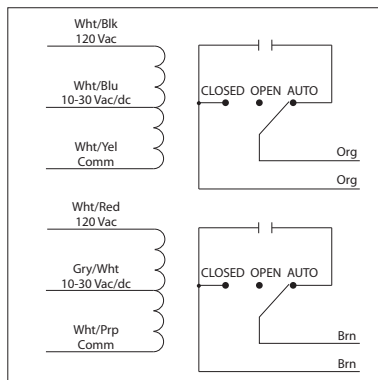 Wht/Blk
120 Vac
Wht/Blu
10-30 Vac/dc
Wht/Yel
Comm
CLOSED OPEN AUTO
Org
Org
Wht/Red
120 Vac
Gry/Wht
10-30 Vac/dc
Wht/Prp
Comm
CLOSED OPEN AUTO
Brn
Brn